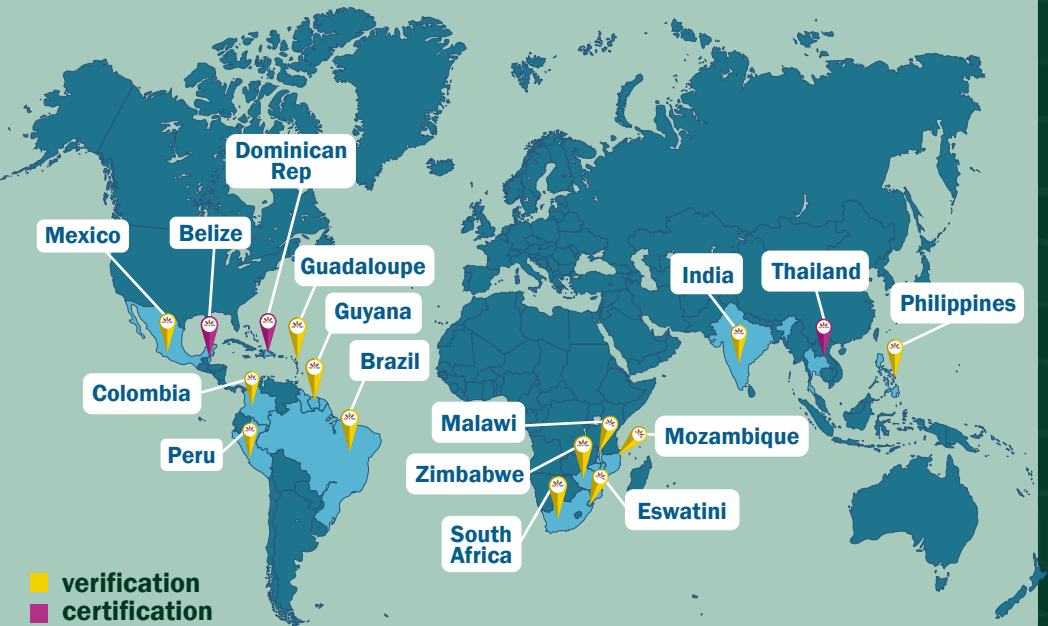 Dominican
Rep
Mexico
Belize
Guadaloupe
India
Thailand
Guyana
Philippines
Brazil
Colombia
Malawi
Mozambique
Peru
Zimbabwe
Eswatini
South
Africa
verification
certification